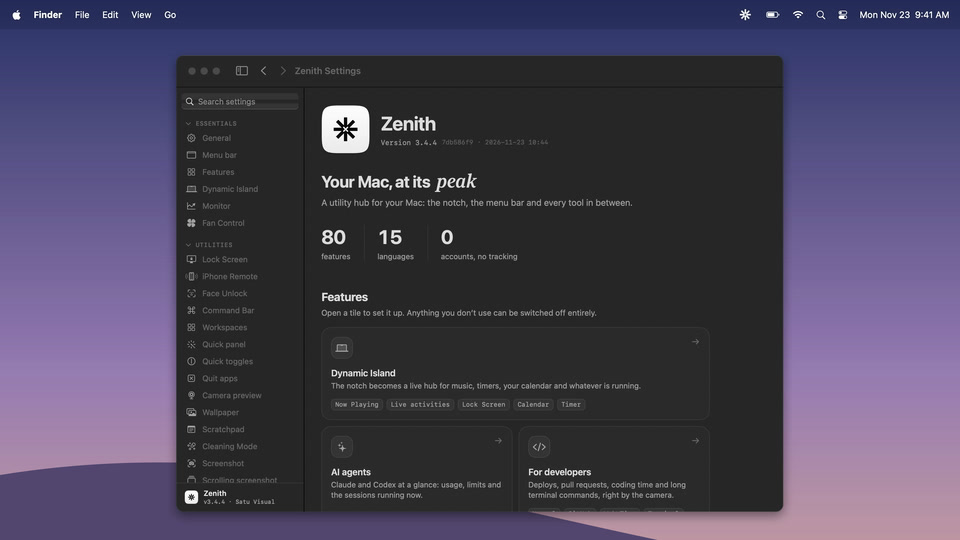 Finder File Edit View Go
Mon Nov 23 9:41 AM
Zenith Settings
Search settings
ESSENTIALS
General
Menu bar
Features
Dynamic Island
Monitor
Fan Control
UTILITIES
Lock Screen
iPhone Remote
Face Unlock
Command Bar
Workspaces
Quick panel
Quick toggles
Quit apps
Camera preview
Wallpaper
Scratchpad
Cleaning Mode
Screenshot
Scrolling screenshot
Zenith
v3.4.4 · Satu Visual
Zenith
Version 3.4.4 7db586f9 · 2026-11-23 10:44
Your Mac, at its peak
A utility hub for your Mac: the notch, the menu bar and every tool in between.
80 15 0
features languages accounts, no tracking
Features
Open a tile to set it up. Anything you don't use can be switched off entirely.
Dynamic Island
The notch becomes a live hub for music, timers, your calendar and whatever is running.
Now Playing Live activities Lock Screen Calendar Timer
AI agents
Claude and Codex at a glance: usage, limits and
the sessions running now.
For developers
Deploys, pull requests, coding time and long
terminal commands, right by the camera.